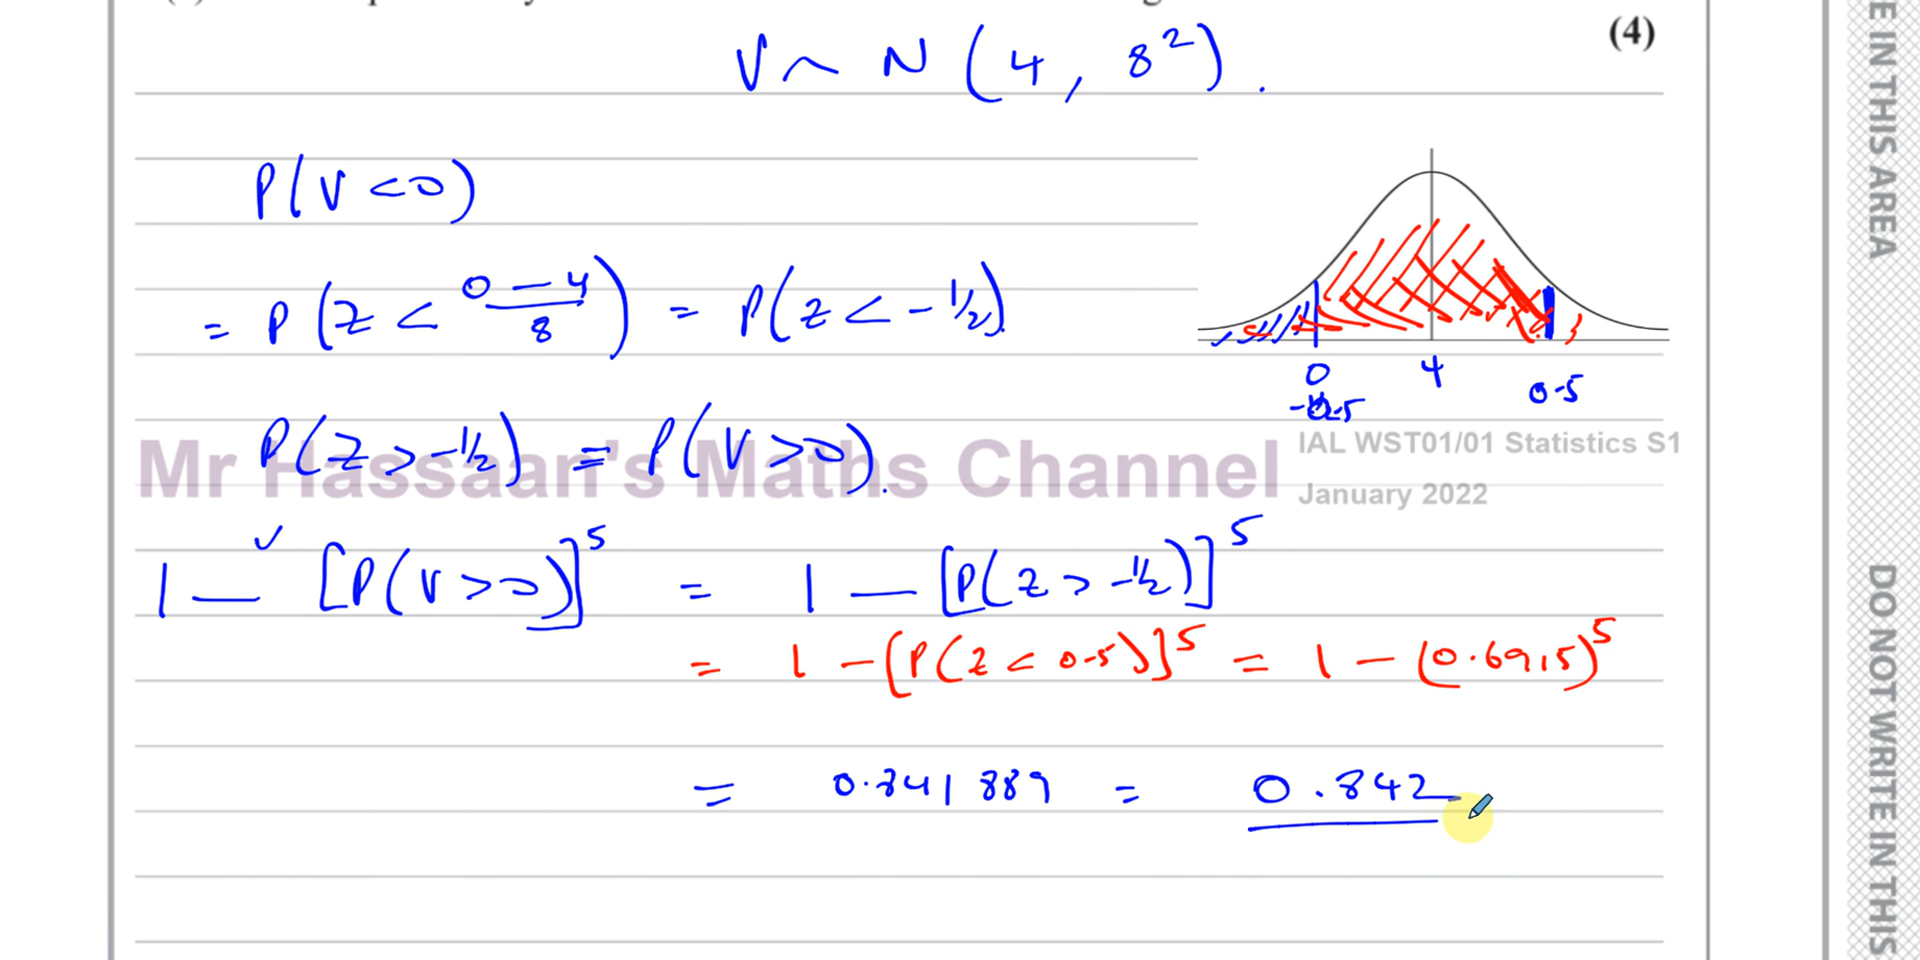 (4)
V ~ N (4, 8²).
P(V <0)
= P(Z < (0-4)/8) = P(Z < -½).
0 4 0.5
-0.5
P(Z > -½) = P(V >0).
Mr Hassaan's Maths Channel
IAL WST01/01 Statistics S1
January 2022
1 - [P(V >0)]⁵ = 1 - [P(Z > -½)]⁵
= 1 - [P(Z < 0.5)]⁵ = 1 - (0.6915)⁵
= 0.841889 = 0.842
E IN THIS AREA
DO NOT WRITE IN THIS